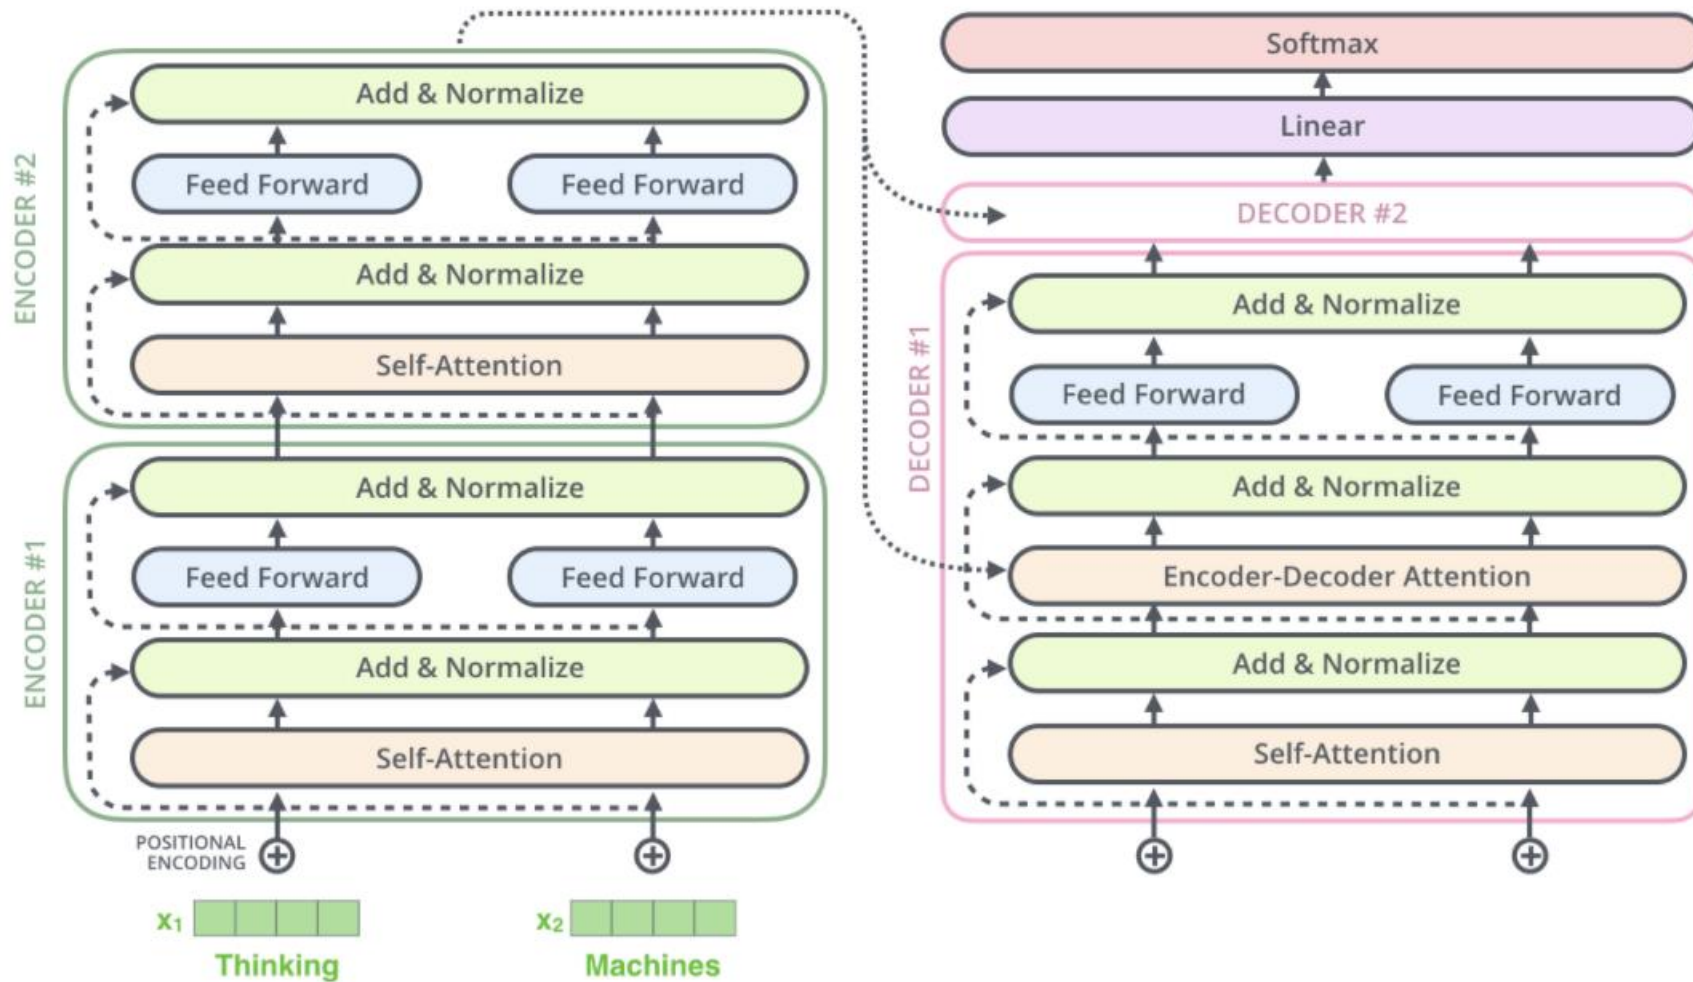 ENCODER #2
Add & Normalize
Feed Forward
Feed Forward
Add & Normalize
Self-Attention
ENCODER #1
Add & Normalize
Feed Forward
Feed Forward
Add & Normalize
Self-Attention
POSITIONAL
ENCODING
x₁
x₂
Thinking
Machines
Softmax
Linear
DECODER #2
DECODER #1
Add & Normalize
Feed Forward
Feed Forward
Add & Normalize
Encoder-Decoder Attention
Add & Normalize
Self-Attention